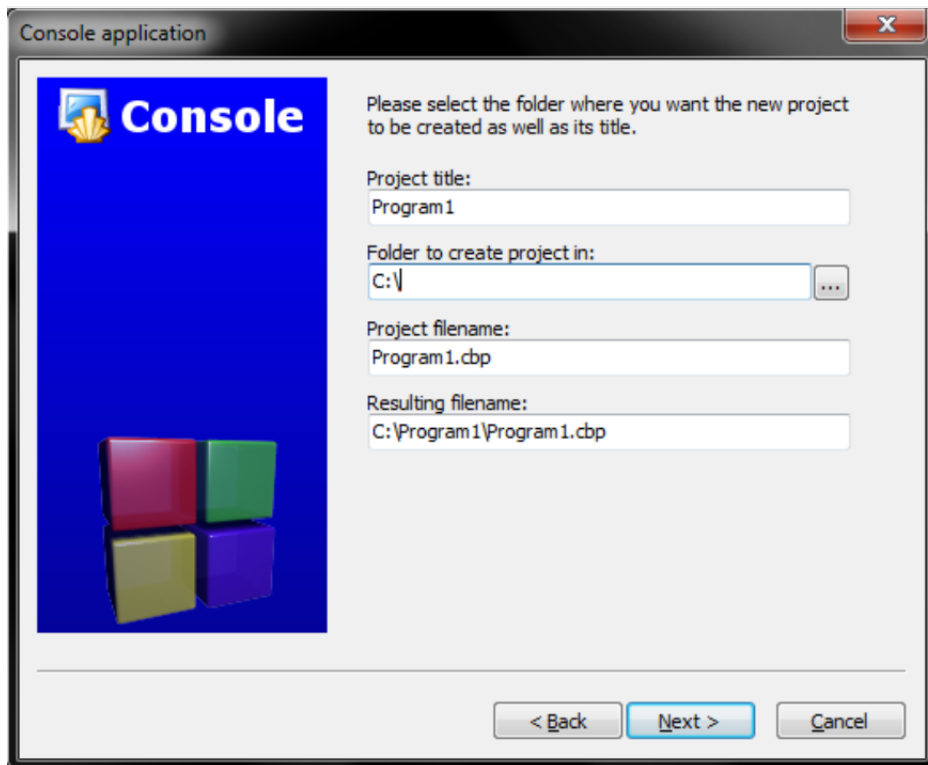 Console application
Console
Please select the folder where you want the new project
to be created as well as its title.
Project title:
Program1
Folder to create project in:
C:\
...
Project filename:
Program1.cbp
Resulting filename:
C:\Program1\Program1.cbp
< Back
Next >
Cancel